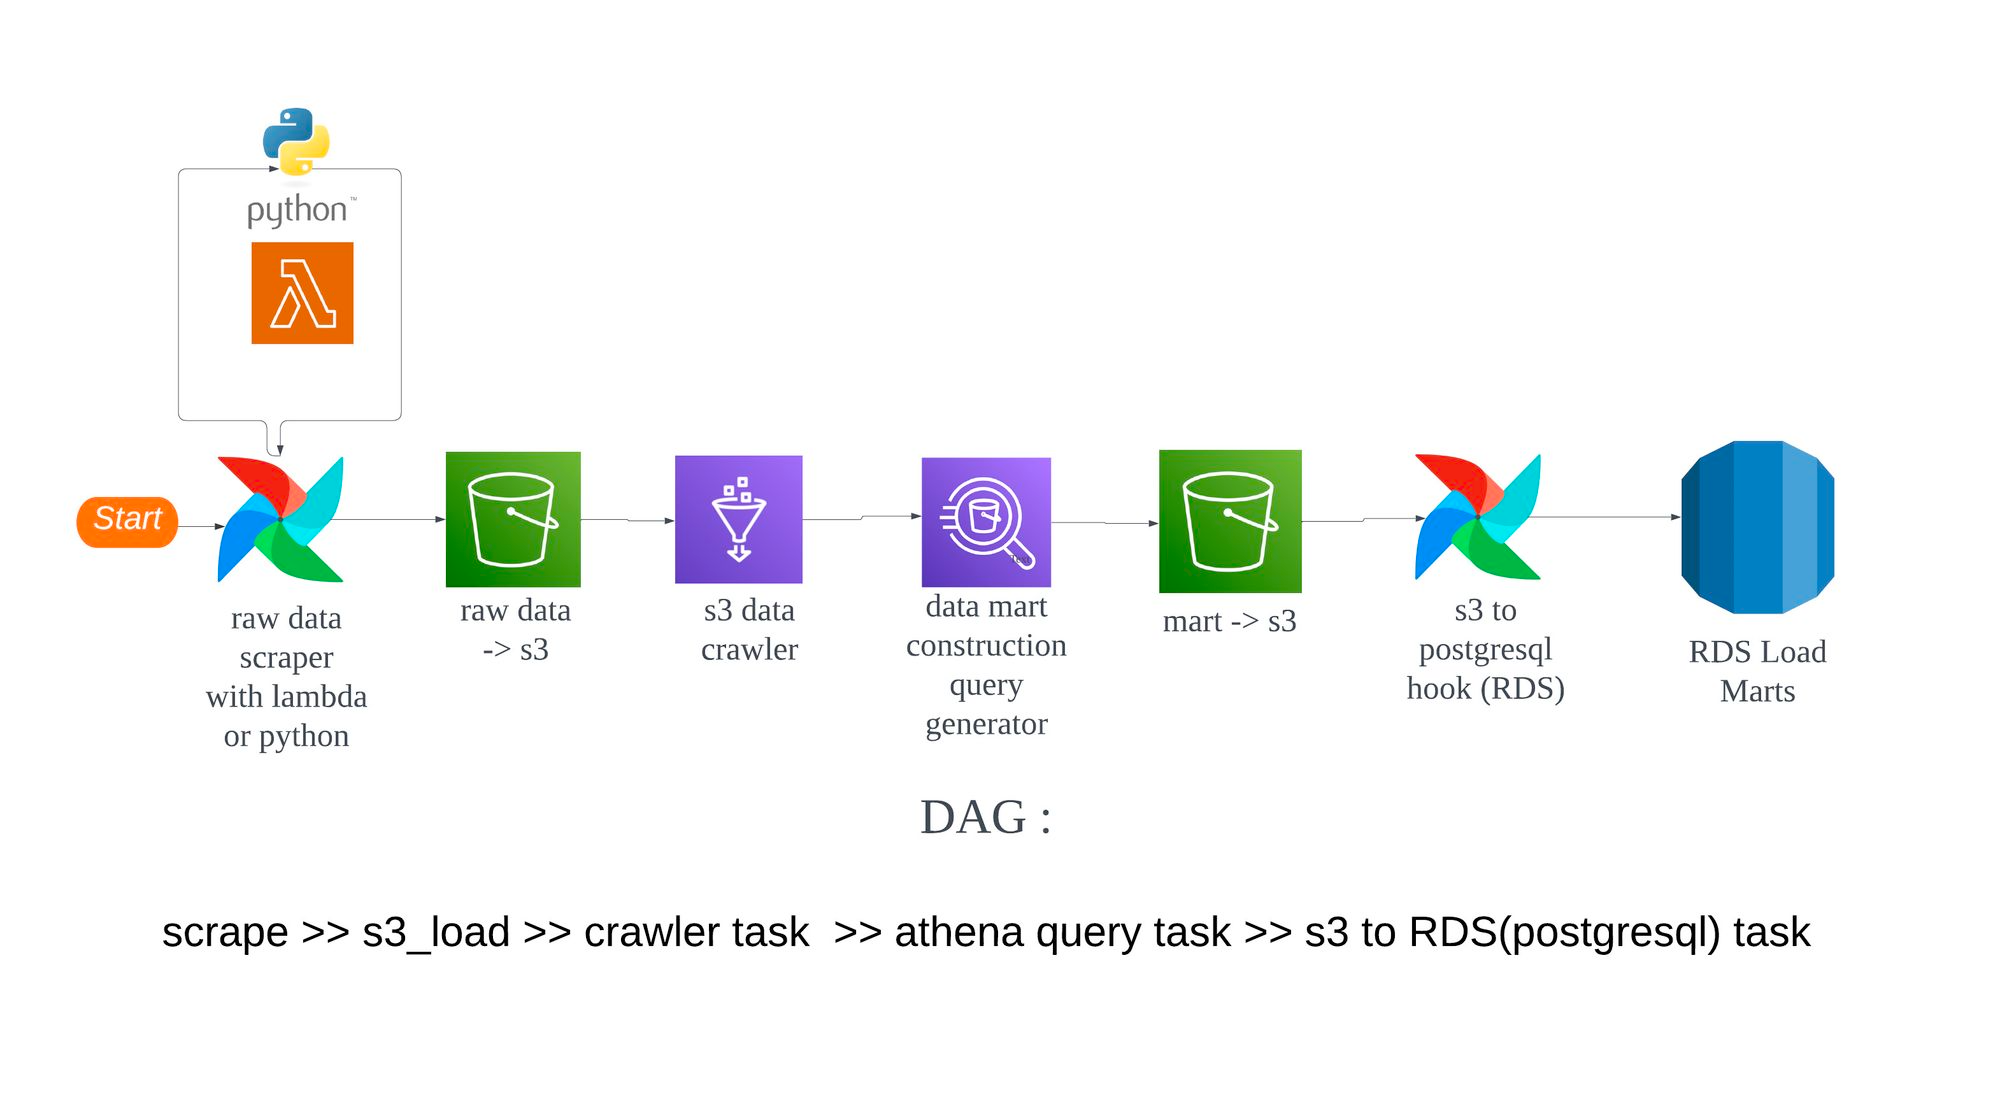 python™
Start
raw data
scraper
with lambda
or python
raw data
-> s3
s3 data
crawler
Text
data mart
construction
query
generator
mart -> s3
s3 to
postgresql
hook (RDS)
RDS Load
Marts
DAG :
scrape >> s3_load >> crawler task  >> athena query task >> s3 to RDS(postgresql) task